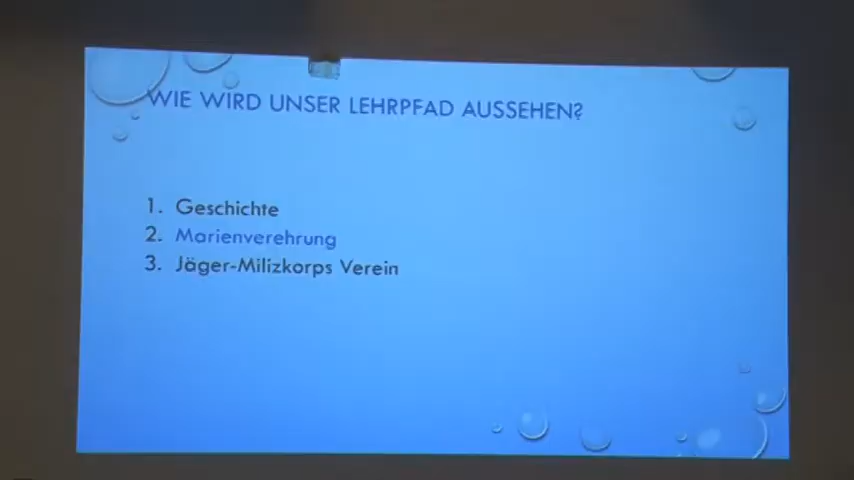 WIE WIRD UNSER LEHRPFAD AUSSEHEN?
1. Geschichte
2. Marienverehrung
3. Jäger-Milizkorps Verein